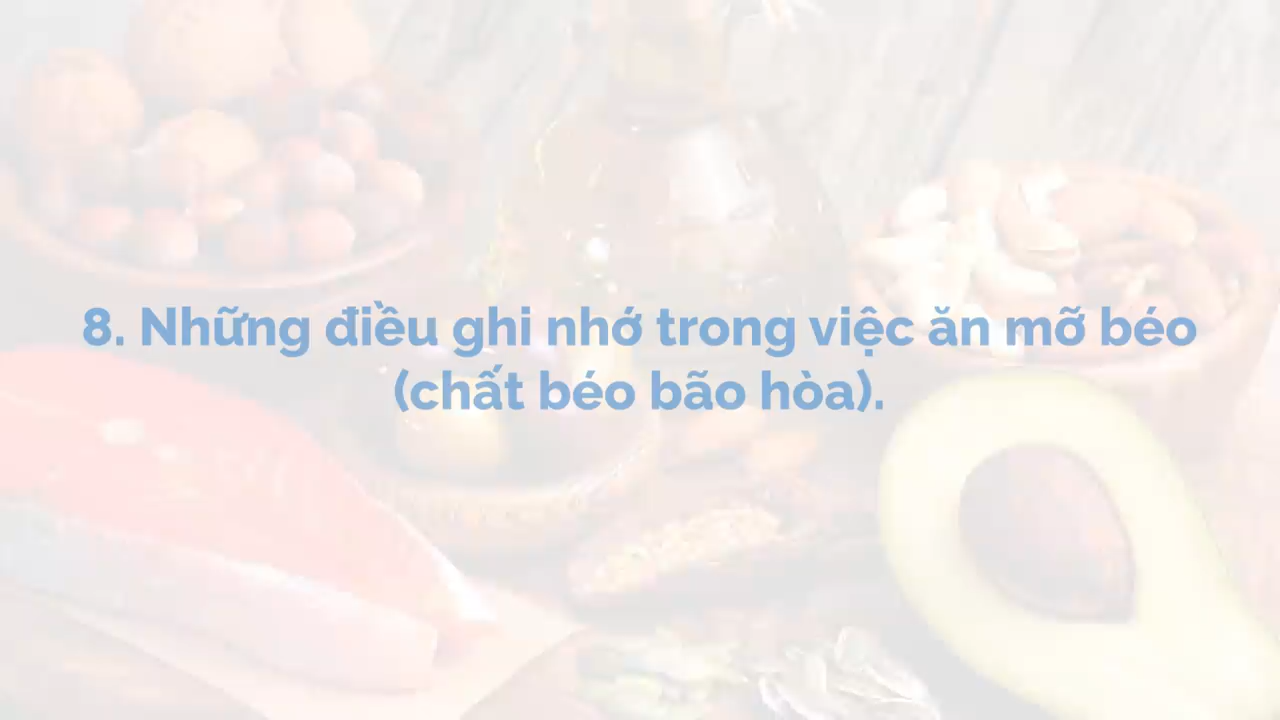 8. Những điều ghi nhớ trong việc ăn mỡ béo
(chất béo bão hòa).